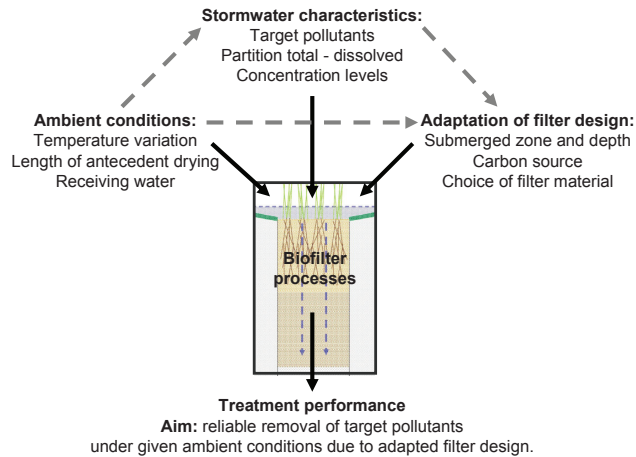 Stormwater characteristics:
Target pollutants
Partition total - dissolved
Concentration levels
Ambient conditions:
Temperature variation
Length of antecedent drying
Receiving water
Adaptation of filter design:
Submerged zone and depth
Carbon source
Choice of filter material
Biofilter
processes
Treatment performance
Aim: reliable removal of target pollutants
under given ambient conditions due to adapted filter design.